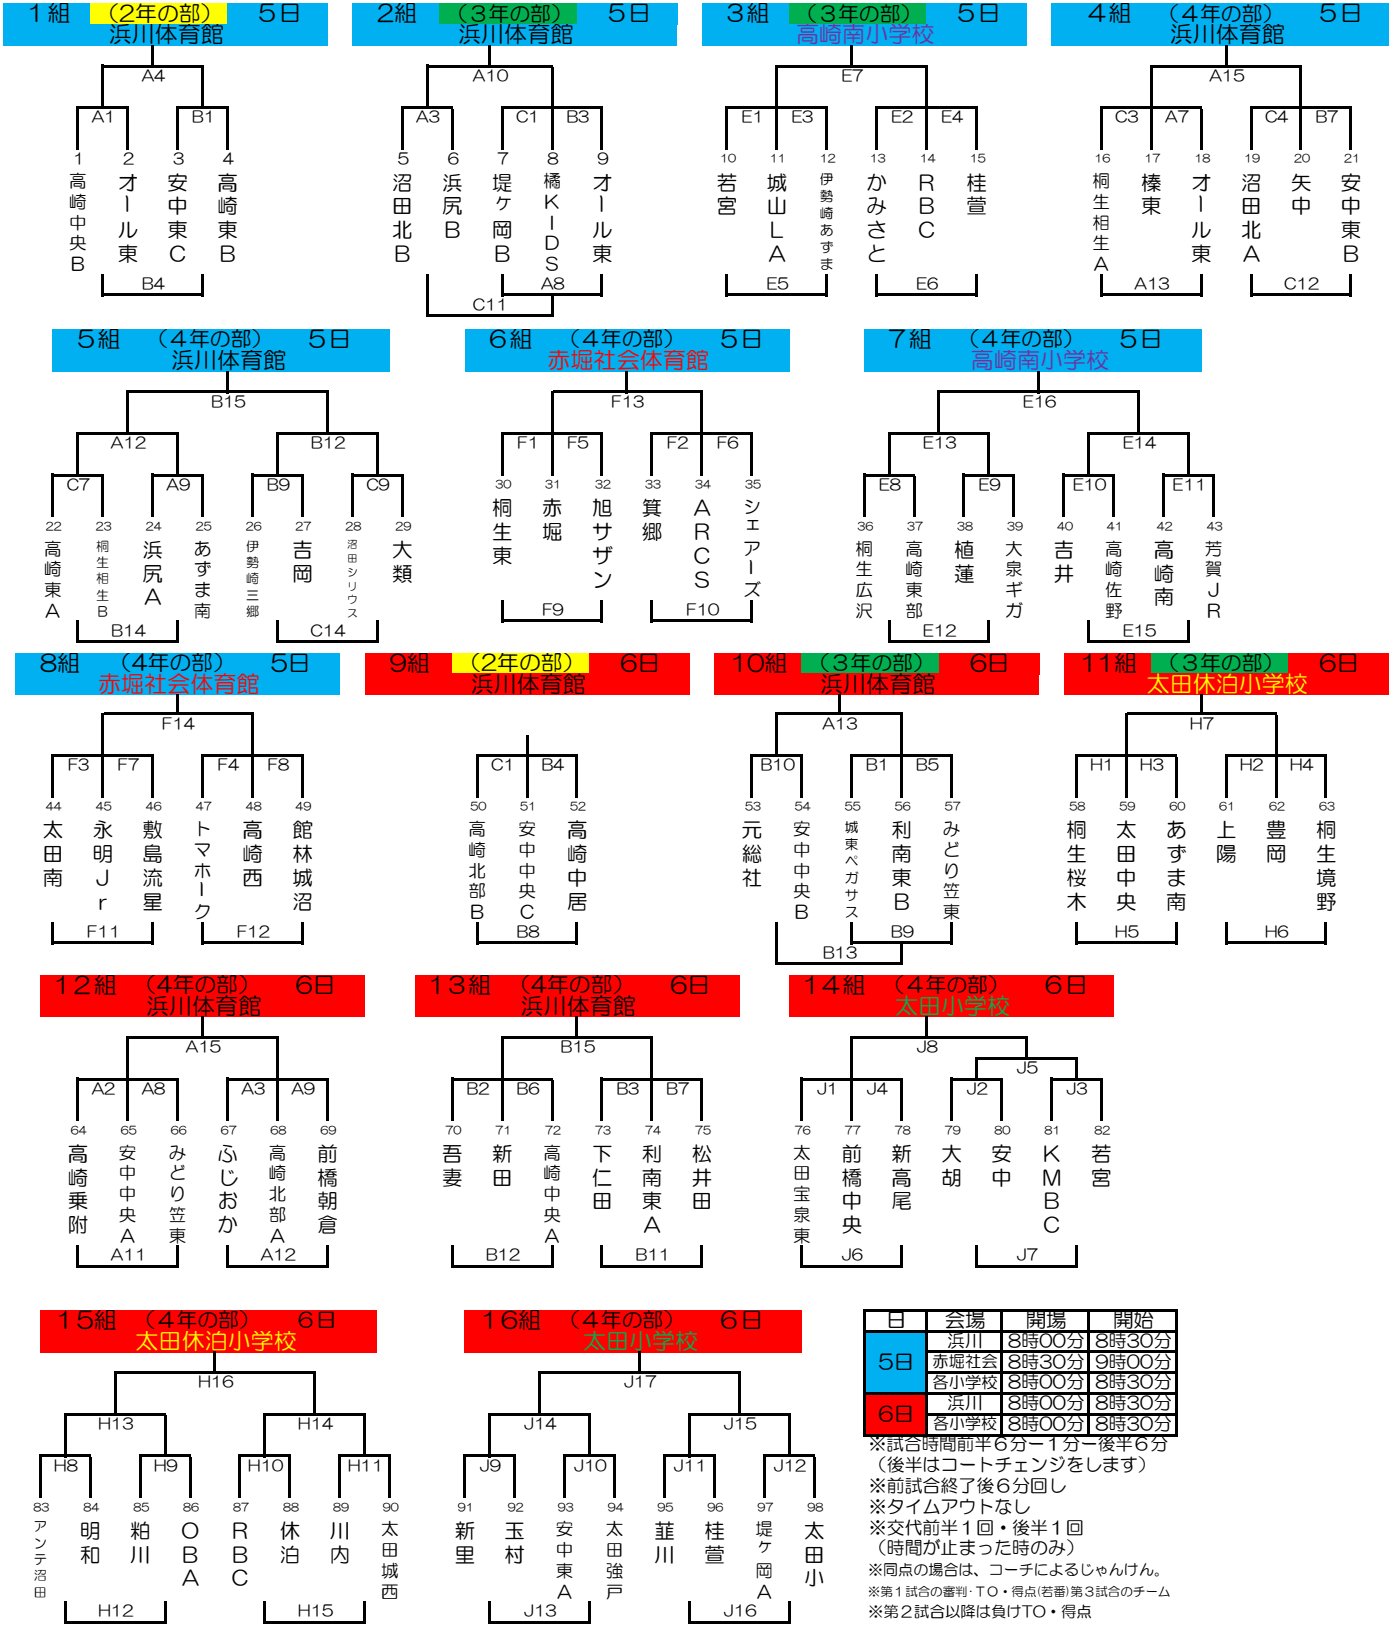 1組 （2年の部） 5日
浜川体育館
A4
A1 B1
1 2 3 4
高崎中央B オール東 安中東C 高崎東B
B4
2組 （3年の部） 5日
浜川体育館
A10
A3 C1 B3
5 6 7 8 9
沼田北B 浜尻B 堤ヶ岡B 橘KIDS オール東
A8
C11
3組 （3年の部） 5日
高崎南小学校
E7
E1 E3 E2 E4
10 11 12 13 14 15
若宮 城山LA 伊勢崎あずま かみさと RBC 桂萱
E5 E6
4組 （4年の部） 5日
浜川体育館
A15
C3 A7 C4 B7
16 17 18 19 20 21
桐生相生A 榛東 オール東 沼田北A 矢中 安中東B
A13 C12
5組 （4年の部） 5日
浜川体育館
B15
A12 B12
C7 A9 B9 C9
22 23 24 25 26 27 28 29
高崎東A 桐生相生B 浜尻A あずま南 伊勢崎三郷 吉岡 沼田シリウス 大類
B14 C14
6組 （4年の部） 5日
赤堀社会体育館
F13
F1 F5 F2 F6
30 31 32 33 34 35
桐生東 赤堀 旭サザン 箕郷 ARCS シェアーズ
F9 F10
7組 （4年の部） 5日
高崎南小学校
E16
E13 E14
E8 E9 E10 E11
36 37 38 39 40 41 42 43
桐生広沢 高崎東部 植蓮 大泉ギガ 吉井 高崎佐野 高崎南 芳賀JR
E12 E15
8組 （4年の部） 5日
赤堀社会体育館
F14
F3 F7 F4 F8
44 45 46 47 48 49
太田南 永明Jr 敷島流星 トマホーク 高崎西 館林城沼
F11 F12
9組 （2年の部） 6日
浜川体育館
C1 B4
50 51 52
高崎北部B 安中中央C 高崎中居
B8
10組 （3年の部） 6日
浜川体育館
A13
B10 B1 B5
53 54 55 56 57
元総社 安中中央B 城東ペガサス 利南東B みどり笠東
B9
B13
11組 （3年の部） 6日
太田休泊小学校
H7
H1 H3 H2 H4
58 59 60 61 62 63
桐生桜木 太田中央 あずま南 上陽 豊岡 桐生境野
H5 H6
12組 （4年の部） 6日
浜川体育館
A15
A2 A8 A3 A9
64 65 66 67 68 69
高崎乗附 安中中央A みどり笠東 ふじおか 高崎北部A 前橋朝倉
A11 A12
13組 （4年の部） 6日
浜川体育館
B15
B2 B6 B3 B7
70 71 72 73 74 75
吾妻 新田 高崎中央A 下仁田 利南東A 松井田
B12 B11
14組 （4年の部） 6日
太田小学校
J8
J5
J1 J4 J2 J3
76 77 78 79 80 81 82
太田宝泉東 前橋中央 新高尾 大胡 安中 KMBC 若宮
J6 J7
15組 （4年の部） 6日
太田休泊小学校
H16
H13 H14
H8 H9 H10 H11
83 84 85 86 87 88 89 90
アンテ沼田 明和 粕川 OBA RBC 休泊 川内 太田城西
H12 H15
16組 （4年の部） 6日
太田小学校
J17
J14 J15
J9 J10 J11 J12
91 92 93 94 95 96 97 98
新里 玉村 安中東A 太田強戸 韮川 桂萱 堤ヶ岡A 太田小
J13 J16
日 会場 開場 開始
5日 浜川 8時00分 8時30分
赤堀社会 8時30分 9時00分
各小学校 8時00分 8時30分
6日 浜川 8時00分 8時30分
各小学校 8時00分 8時30分
※試合時間前半６分ー１分ー後半６分
（後半はコートチェンジをします）
※前試合終了後６分回し
※タイムアウトなし
※交代前半１回・後半１回
（時間が止まった時のみ）
※同点の場合は、コーチによるじゃんけん。
※第１試合の審判・ＴＯ・得点(若番)第３試合のチーム
※第２試合以降は負けTO・得点